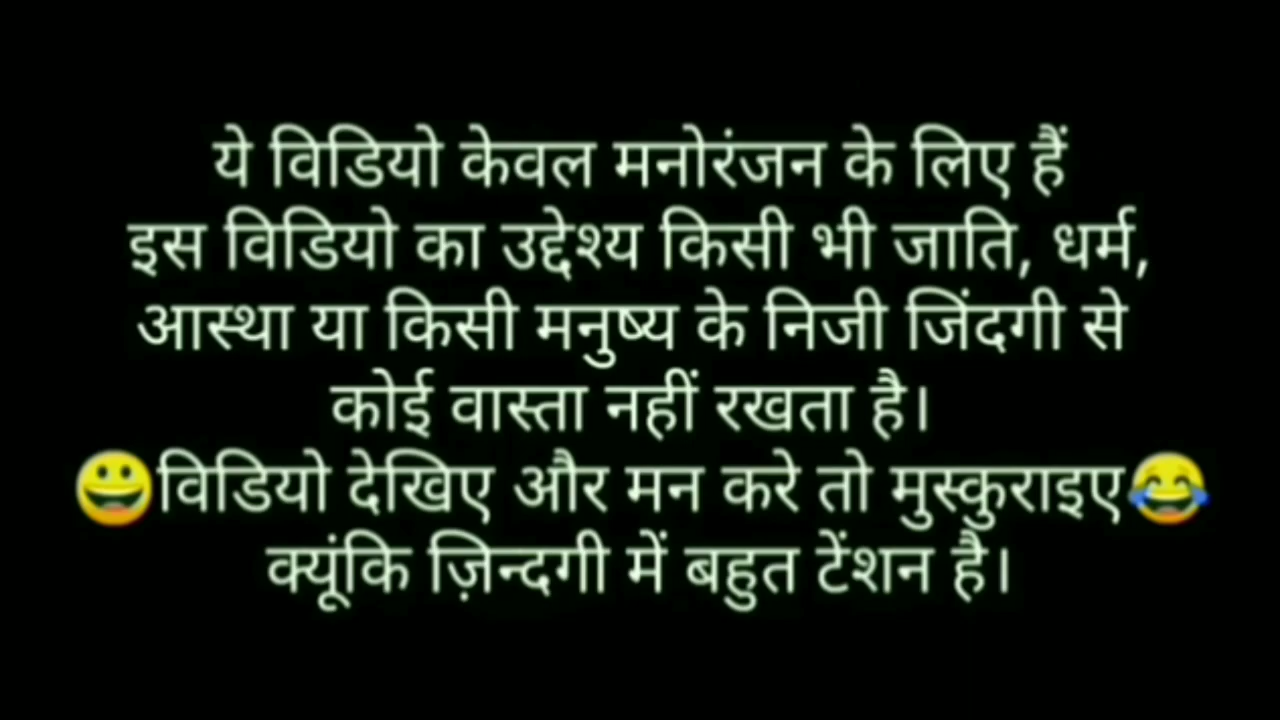 ये विडियो केवल मनोरंजन के लिए हैं
इस विडियो का उद्देश्य किसी भी जाति, धर्म,
आस्था या किसी मनुष्य के निजी जिंदगी से
कोई वास्ता नहीं रखता है।
😀विडियो देखिए और मन करे तो मुस्कुराइए😂
क्यूंकि ज़िन्दगी में बहुत टेंशन है।